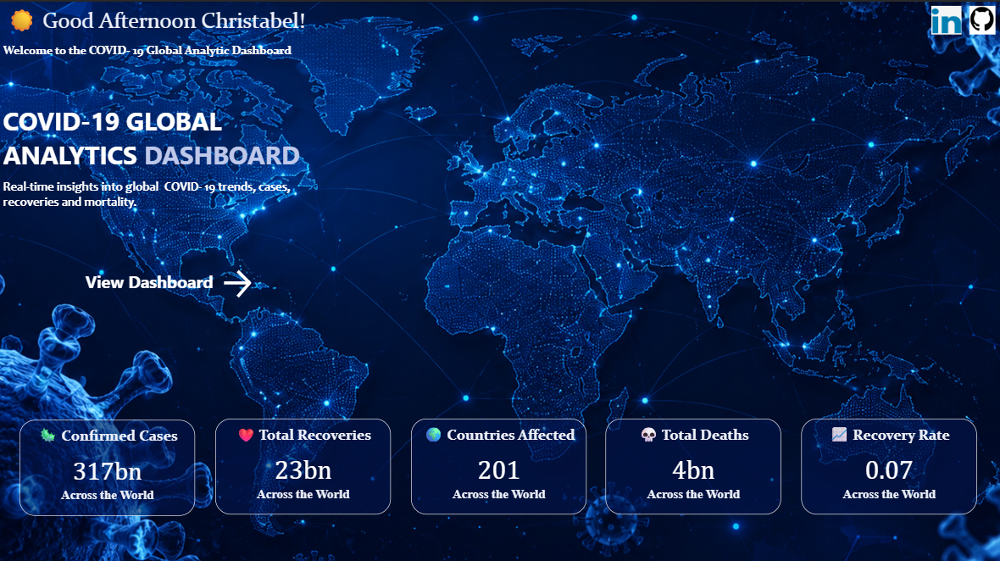 Good Afternoon Christabel!
Welcome to the COVID- 19 Global Analytic Dashboard
in
COVID-19 GLOBAL
ANALYTICS DASHBOARD
Real-time insights into global COVID- 19 trends, cases,
recoveries and mortality.
View Dashboard
Confirmed Cases
317bn
Across the World
Total Recoveries
23bn
Across the World
Countries Affected
201
Across the World
Total Deaths
4bn
Across the World
Recovery Rate
0.07
Across the World